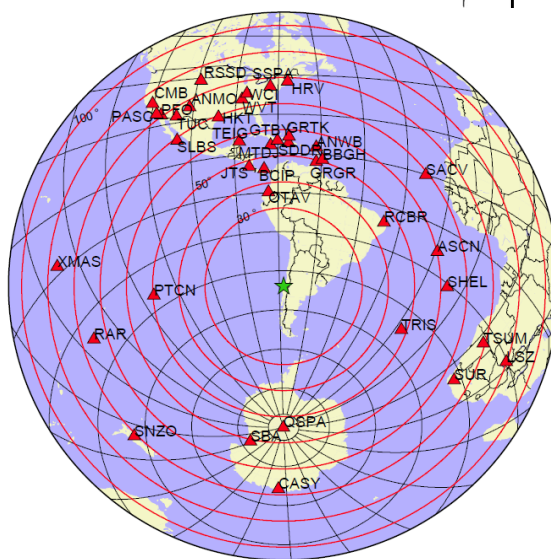 RSSD
SSPA
HRV
CMB
WCI
PASC
PFO
ANMO
WVT
100°
TUC
HKT
TEIG
GTBY
GRTK
SLBS
MTDJ
SDDR
ANWB
BBGH
JTS
BCIP
GRGR
SACV
50°
OTAV
30°
RCBR
ASCN
XMAS
PTCN
SHEL
RAR
TRIS
TSUM
LSZ
SUR
SNZO
QSPA
SBA
CASY